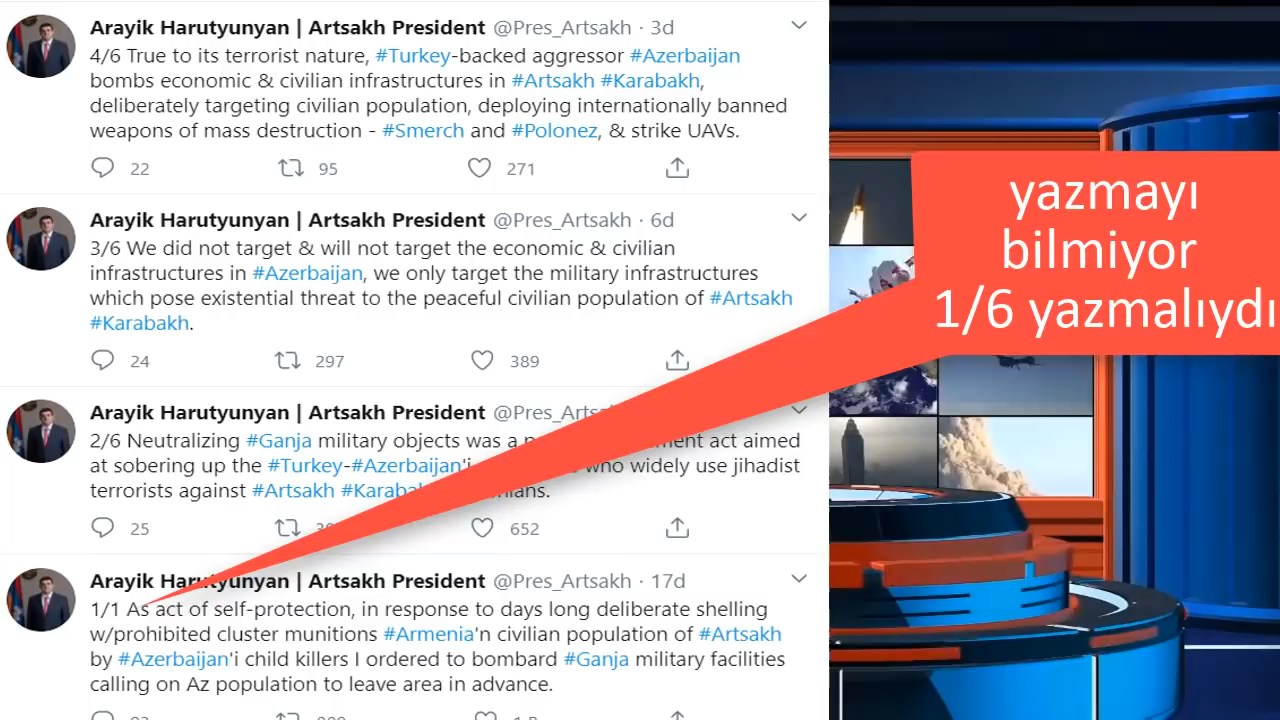 Arayik Harutyunyan | Artsakh President @Pres_Artsakh · 3d
4/6 True to its terrorist nature, #Turkey-backed aggressor #Azerbaijan
bombs economic & civilian infrastructures in #Artsakh #Karabakh,
deliberately targeting civilian population, deploying internationally banned
weapons of mass destruction - #Smerch and #Polonez, & strike UAVs.
22 95 271
Arayik Harutyunyan | Artsakh President @Pres_Artsakh · 6d
3/6 We did not target & will not target the economic & civilian
infrastructures in #Azerbaijan, we only target the military infrastructures
which pose existential threat to the peaceful civilian population of #Artsakh
#Karabakh.
24 297 389
Arayik Harutyunyan | Artsakh President
2/6 Neutralizing #Ganja military objects was a act aimed
at sobering up the #Turkey-#Azerbaijan'i who widely use jihadist
terrorists against #Artsakh
25 652
Arayik Harutyunyan | Artsakh President @Pres_Artsakh · 17d
1/1 As act of self-protection, in response to days long deliberate shelling
w/prohibited cluster munitions #Armenia'n civilian population of #Artsakh
by #Azerbaijan'i child killers I ordered to bombard #Ganja military facilities
calling on Az population to leave area in advance.
yazmayı
bilmiyor
1/6 yazmalıydı